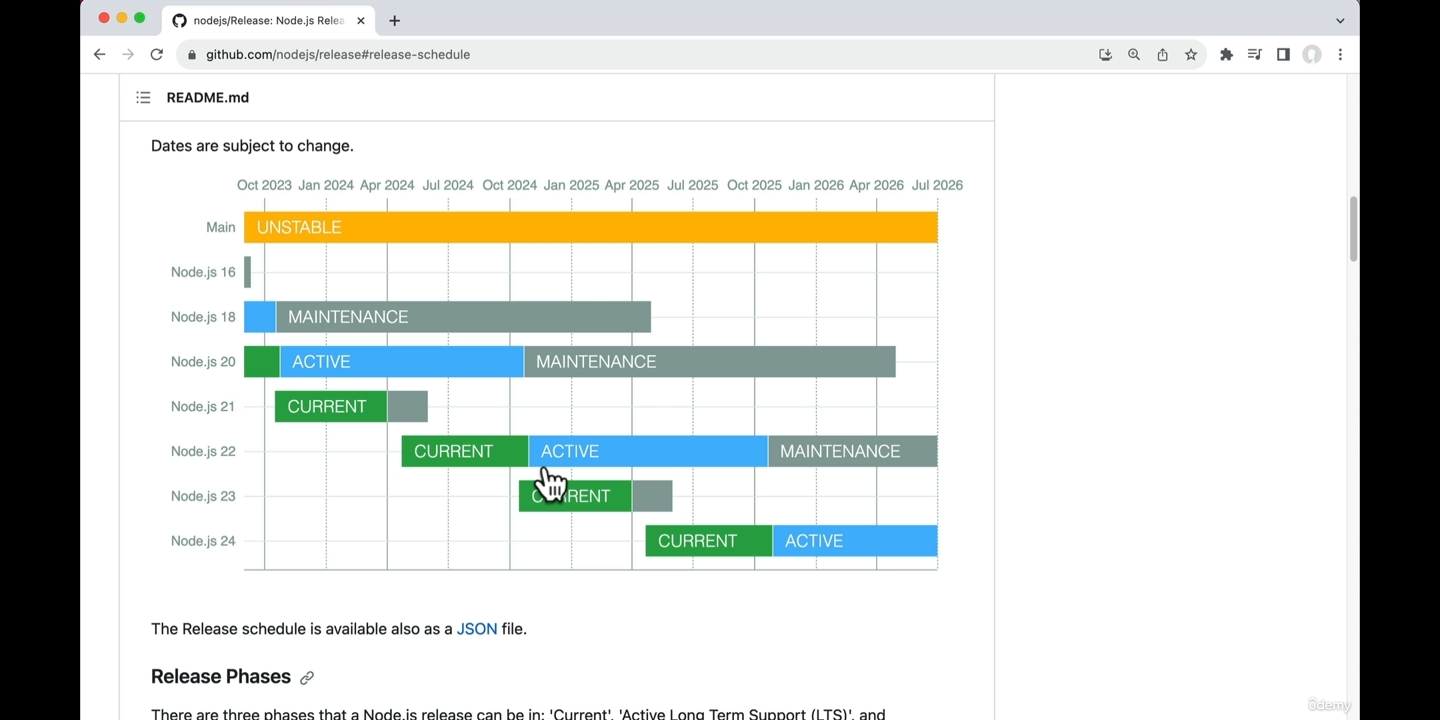 nodejs/Release: Node.js Relea
github.com/nodejs/release#release-schedule
README.md
Dates are subject to change.
Oct 2023 Jan 2024 Apr 2024 Jul 2024 Oct 2024 Jan 2025 Apr 2025 Jul 2025 Oct 2025 Jan 2026 Apr 2026 Jul 2026
Main UNSTABLE
Node.js 16
Node.js 18 MAINTENANCE
Node.js 20 ACTIVE MAINTENANCE
Node.js 21 CURRENT
Node.js 22 CURRENT ACTIVE MAINTENANCE
Node.js 23 CURRENT
Node.js 24 CURRENT ACTIVE
The Release schedule is available also as a JSON file.
Release Phases
There are three phases that a Node.js release can be in: 'Current', 'Active Long Term Support (LTS)', and
ûdemy